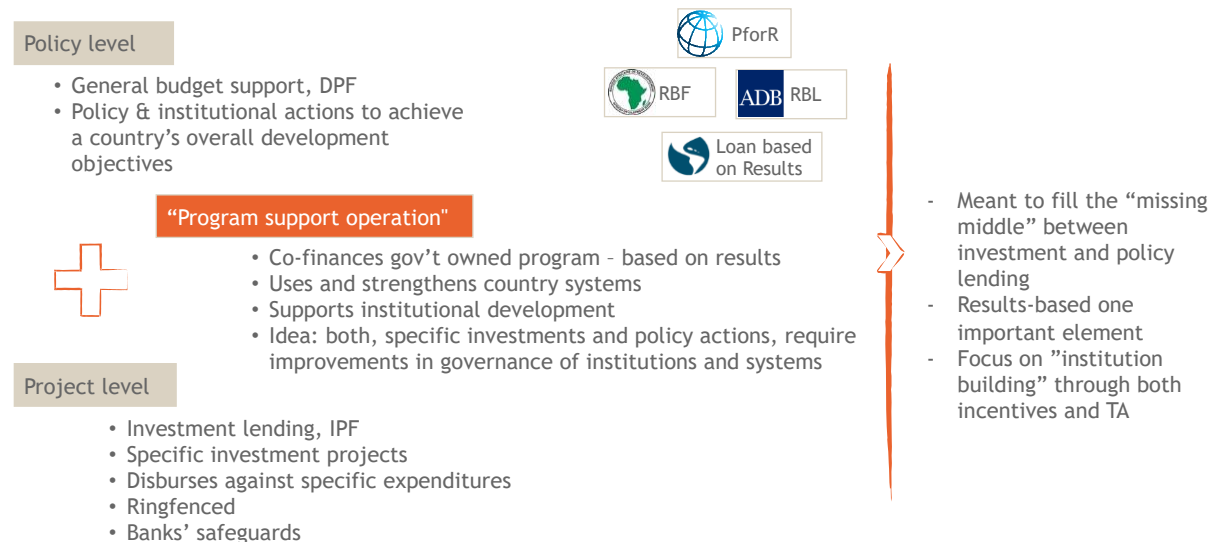 Policy level
• General budget support, DPF
• Policy & institutional actions to achieve
a country’s overall development
objectives
PforR
RBF
ADB RBL
Loan based
on Results
“Program support operation"
• Co-finances gov’t owned program – based on results
• Uses and strengthens country systems
• Supports institutional development
• Idea: both, specific investments and policy actions, require
improvements in governance of institutions and systems
Project level
• Investment lending, IPF
• Specific investment projects
• Disburses against specific expenditures
• Ringfenced
• Banks’ safeguards
- Meant to fill the “missing
middle” between
investment and policy
lending
- Results-based one
important element
- Focus on ”institution
building” through both
incentives and TA